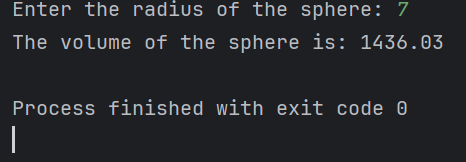 Enter the radius of the sphere: 7
The volume of the sphere is: 1436.03
Process finished with exit code 0